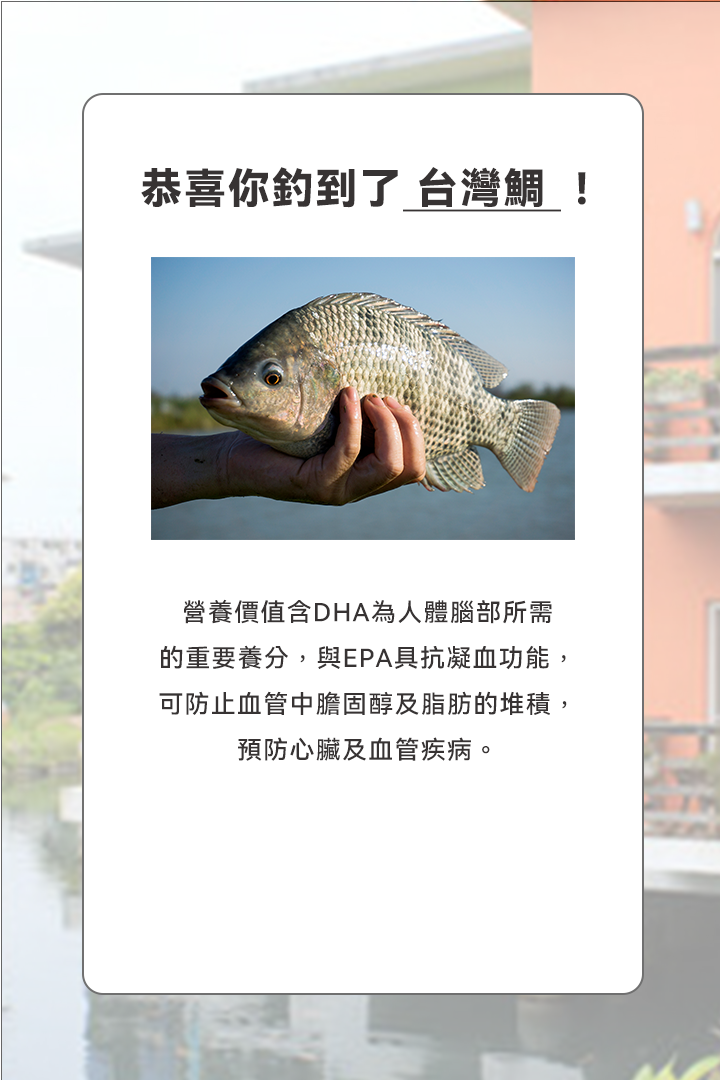 恭喜你釣到了 台灣鯛 ！
營養價值含DHA為人體腦部所需
的重要養分，與EPA具抗凝血功能，
可防止血管中膽固醇及脂肪的堆積，
預防心臟及血管疾病。